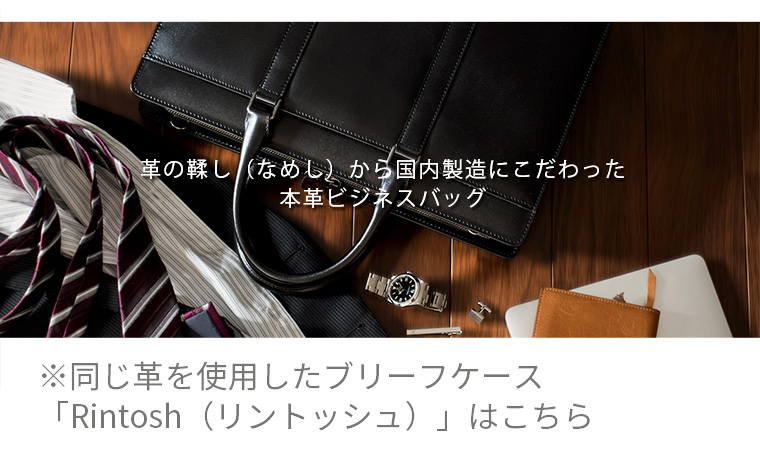 革の鞣し（なめし）から国内製造にこだわった
本革ビジネスバッグ
※同じ革を使用したブリーフケース
「Rintosh（リントッシュ）」はこちら